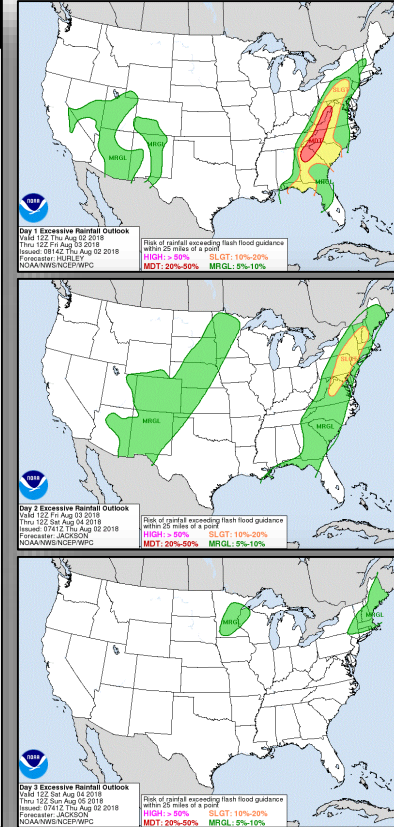 SLGT
MRGL
MRGL
MDT
MRGL
NOAA
Day 1 Excessive Rainfall Outlook
Valid 12Z Thu Aug 02 2018
Thru 12Z Fri Aug 03 2018
Issued: 0814Z Thu Aug 02 2018
Forecaster: HURLEY
NOAA/NWS/NCEP/WPC
Risk of rainfall exceeding flash flood guidance
within 25 miles of a point
HIGH: > 50% SLGT: 10%-20%
MDT: 20%-50% MRGL: 5%-10%
SLGT
MRGL
MRGL
NOAA
Day 2 Excessive Rainfall Outlook
Valid 12Z Fri Aug 03 2018
Thru 12Z Sat Aug 04 2018
Issued: 0741Z Thu Aug 02 2018
Forecaster: JACKSON
NOAA/NWS/NCEP/WPC
Risk of rainfall exceeding flash flood guidance
within 25 miles of a point
HIGH: > 50% SLGT: 10%-20%
MDT: 20%-50% MRGL: 5%-10%
MRGL
MRGL
NOAA
Day 3 Excessive Rainfall Outlook
Valid 12Z Sat Aug 04 2018
Thru 12Z Sun Aug 05 2018
Issued: 0741Z Thu Aug 02 2018
Forecaster: JACKSON
NOAA/NWS/NCEP/WPC
Risk of rainfall exceeding flash flood guidance
within 25 miles of a point
HIGH: > 50% SLGT: 10%-20%
MDT: 20%-50% MRGL: 5%-10%